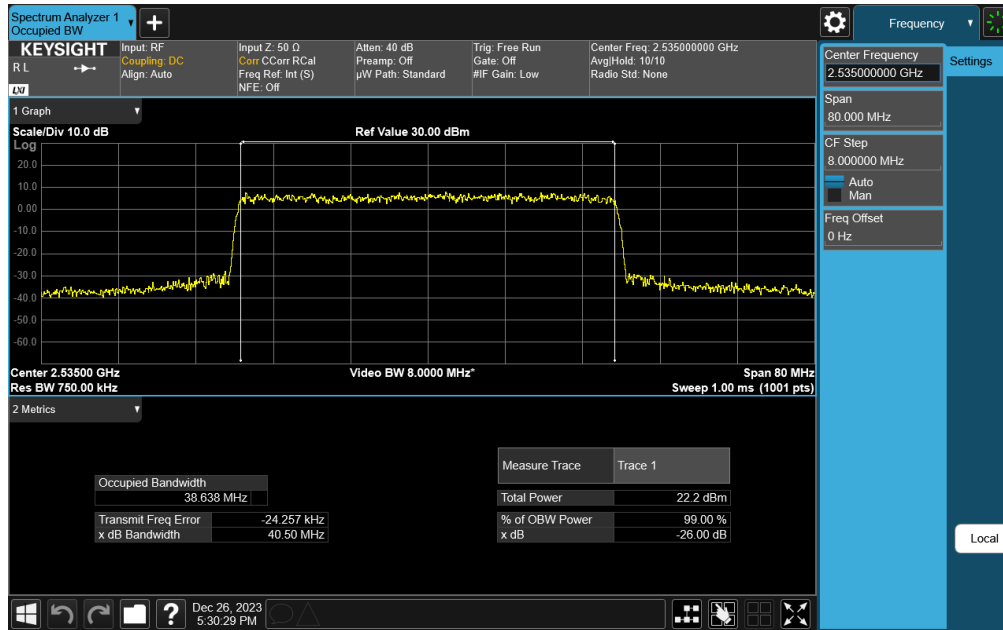 Spectrum Analyzer 1
Occupied BW
Frequency
KEYSIGHT
R L
LXI
Input: RF
Coupling: DC
Align: Auto
Input Z: 50 Ω
Corr CCorr RCal
Freq Ref: Int (S)
NFE: Off
Atten: 40 dB
Preamp: Off
µW Path: Standard
Trig: Free Run
Gate: Off
#IF Gain: Low
Center Freq: 2.535000000 GHz
Avg|Hold: 10/10
Radio Std: None
Center Frequency
2.535000000 GHz
Settings
Span
80.000 MHz
CF Step
8.000000 MHz
Auto
Man
Freq Offset
0 Hz
1 Graph
Scale/Div 10.0 dB
Ref Value 30.00 dBm
Log
20.0
10.0
0.00
-10.0
-20.0
-30.0
-40.0
-50.0
-60.0
Center 2.53500 GHz
Video BW 8.0000 MHz*
Span 80 MHz
Res BW 750.00 kHz
Sweep 1.00 ms (1001 pts)
2 Metrics
Occupied Bandwidth
38.638 MHz
Transmit Freq Error -24.257 kHz
x dB Bandwidth 40.50 MHz
Measure Trace Trace 1
Total Power 22.2 dBm
% of OBW Power 99.00 %
x dB -26.00 dB
Local
?
Dec 26, 2023
5:30:29 PM